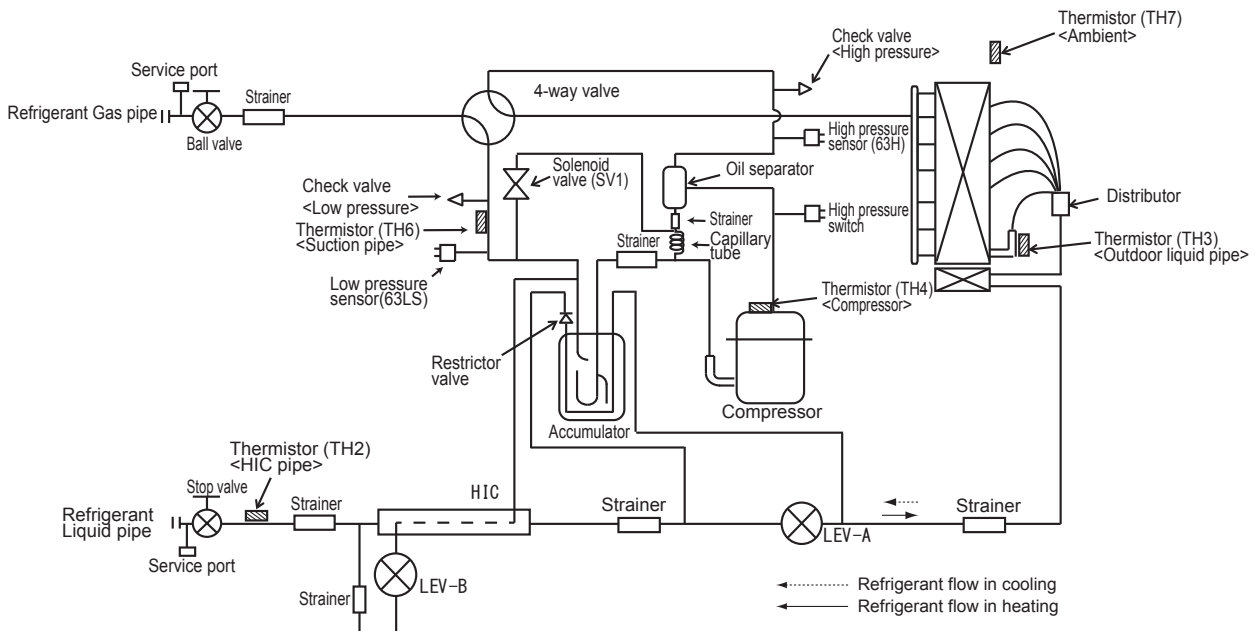 Thermistor (TH7)
<Ambient>
Check valve
<High pressure>
Service port
Strainer
4-way valve
Refrigerant Gas pipe
Ball valve
High pressure
sensor (63H)
Solenoid
valve (SV1)
Oil separator
Check valve
<Low pressure>
Distributor
Strainer
High pressure
switch
Thermistor (TH6)
<Suction pipe>
Strainer
Capillary
tube
Thermistor (TH3)
<Outdoor liquid pipe>
Low pressure
sensor(63LS)
Thermistor (TH4)
<Compressor>
Restrictor
valve
Compressor
Accumulator
Thermistor (TH2)
<HIC pipe>
Stop valve
Strainer
HIC
Strainer
Strainer
Refrigerant
Liquid pipe
LEV-A
Service port
Strainer
LEV-B
Refrigerant flow in cooling
Refrigerant flow in heating